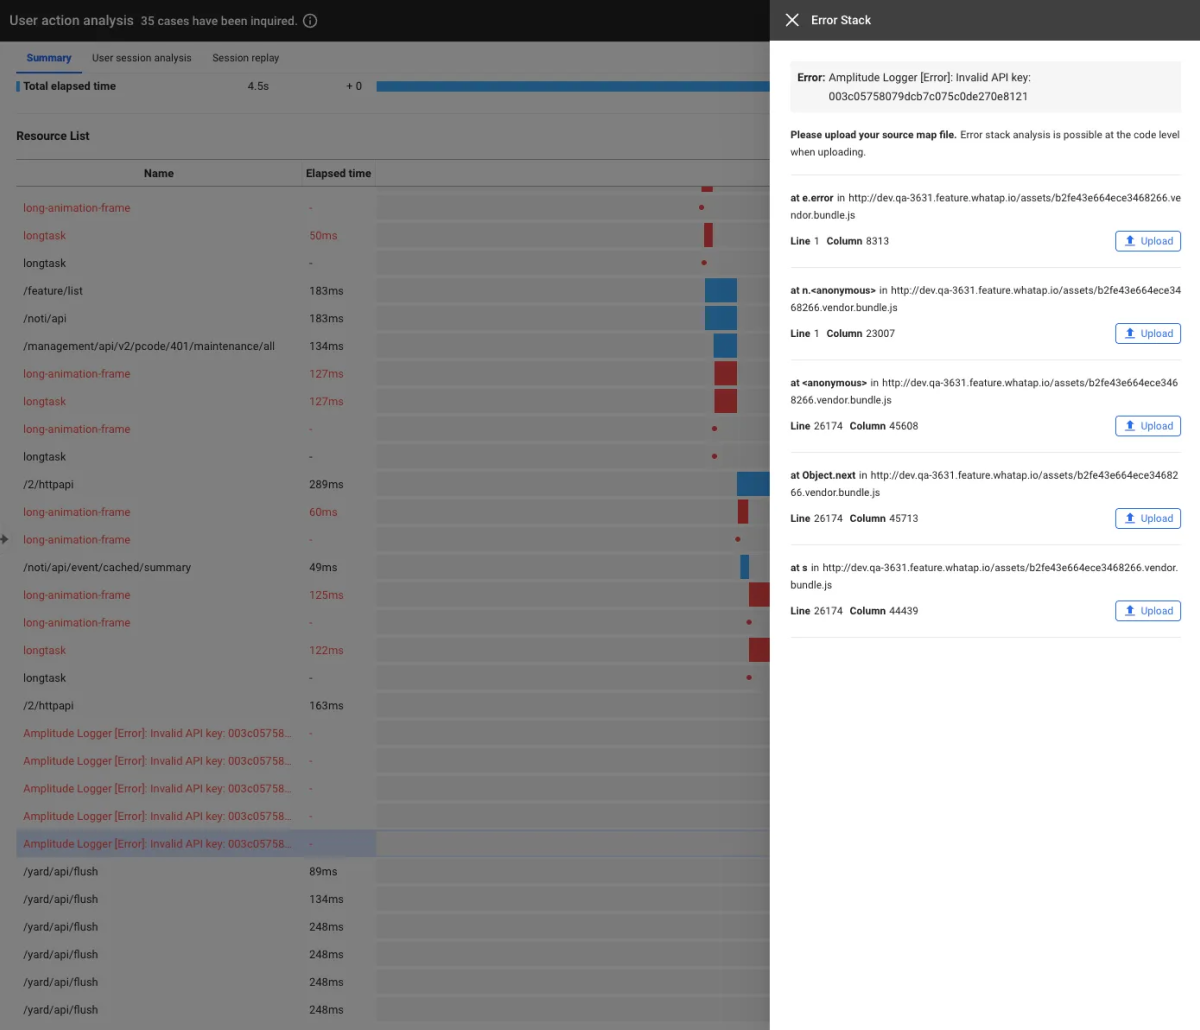 User action analysis 35 cases have been inquired.
Summary User session analysis Session replay
Total elapsed time 4.5s + 0
Resource List
Name Elapsed time
long-animation-frame -
longtask 50ms
longtask -
/feature/list 183ms
/noti/api 183ms
/management/api/v2/pcode/401/maintenance/all 134ms
long-animation-frame 127ms
longtask 127ms
long-animation-frame -
longtask -
/2/httpapi 289ms
long-animation-frame 60ms
long-animation-frame -
/noti/api/event/cached/summary 49ms
long-animation-frame 125ms
long-animation-frame -
longtask 122ms
longtask -
/2/httpapi 163ms
Amplitude Logger [Error]: Invalid API key: 003c05758... -
Amplitude Logger [Error]: Invalid API key: 003c05758... -
Amplitude Logger [Error]: Invalid API key: 003c05758... -
Amplitude Logger [Error]: Invalid API key: 003c05758... -
Amplitude Logger [Error]: Invalid API key: 003c05758... -
/yard/api/flush 89ms
/yard/api/flush 134ms
/yard/api/flush 248ms
/yard/api/flush 248ms
/yard/api/flush 248ms
/yard/api/flush 248ms
Error Stack
Error: Amplitude Logger [Error]: Invalid API key:
003c05758079dcb7c075c0de270e8121
Please upload your source map file. Error stack analysis is possible at the code level
when uploading.
at e.error in http://dev.qa-3631.feature.whatap.io/assets/b2fe43e664ece3468266.ve
ndor.bundle.js
Line 1 Column 8313 Upload
at n.<anonymous> in http://dev.qa-3631.feature.whatap.io/assets/b2fe43e664ece34
68266.vendor.bundle.js
Line 1 Column 23007 Upload
at <anonymous> in http://dev.qa-3631.feature.whatap.io/assets/b2fe43e664ece346
8266.vendor.bundle.js
Line 26174 Column 45608 Upload
at Object.next in http://dev.qa-3631.feature.whatap.io/assets/b2fe43e664ece34682
66.vendor.bundle.js
Line 26174 Column 45713 Upload
at s in http://dev.qa-3631.feature.whatap.io/assets/b2fe43e664ece3468266.vendor.
bundle.js
Line 26174 Column 44439 Upload